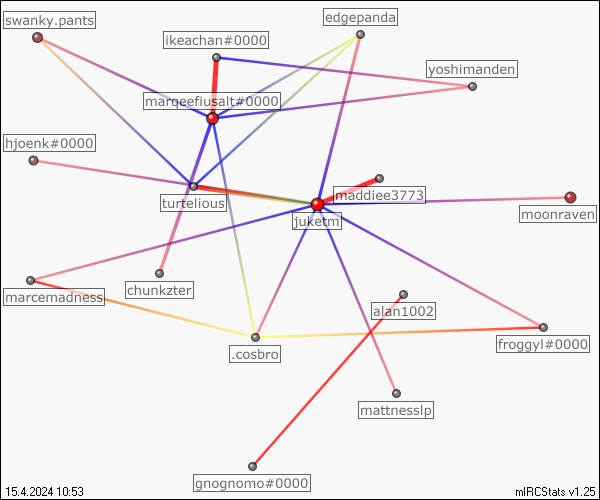 swanky.pants
edgepanda
ikeachan#0000
yoshimanden
marqeefiusalt#0000
hjoenk#0000
maddiee3773
turtelious
moonraven
juketm
chunkzter
marcemadness
alan1002
froggyl#0000
.cosbro
mattnesslp
gnognomo#0000
15.4.2024 10:53
mIRCStats v1.25